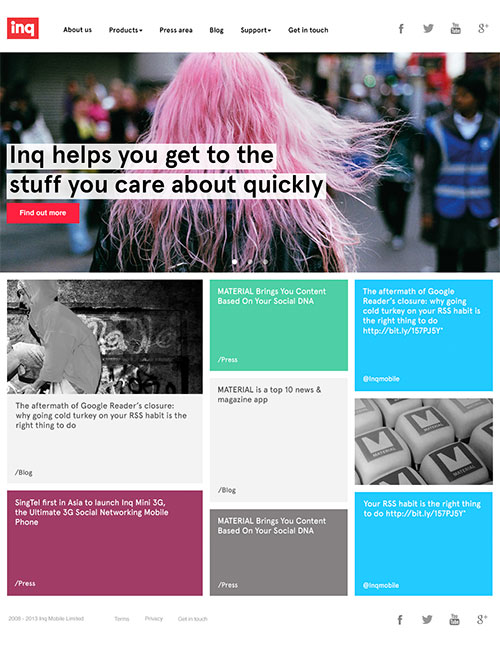 inq
About us
Products
Press area
Blog
Support
Get in touch
Inq helps you get to the
stuff you care about quickly
Find out more
The aftermath of Google Reader's closure:
why going cold turkey on your RSS habit is the
right thing to do
/Blog
SingTel first in Asia to launch Inq Mini 3G,
the Ultimate 3G Social Networking Mobile
Phone
/Press
MATERIAL Brings You Content
Based On Your Social DNA
/Press
MATERIAL is a top 10 news &
magazine app
/Blog
MATERIAL Brings You Content
Based On Your Social DNA
/Press
The aftermath of Google
Reader's closure: why going
cold turkey on your RSS habit is
the right thing to do
http://bit.ly/157PJ5Y"
@Inqmobile
M
MATERIAL
M
MATERIAL
Your RSS habit is the right thing
to do http://bit.ly/157PJ5Y"
@Inqmobile
2008 - 2013 Inq Mobile Limited
Terms
Privacy
Get in touch